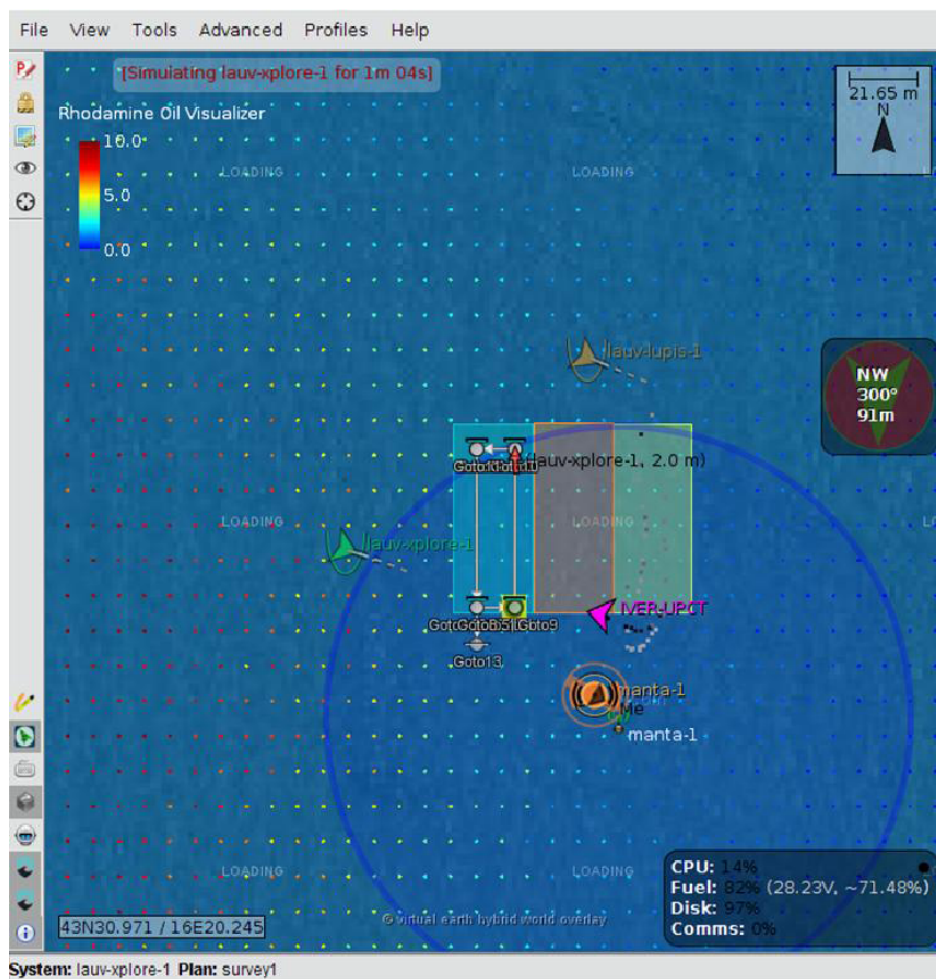 File View Tools Advanced Profiles Help
[Simulating lauv-xplore-1 for 1m 04s]
21.65 m
N
Rhodamine Oil Visualizer
10.0
5.0
0.0
LOADING
LOADING
lauv-lupis-1
NW
300°
91m
(lauv-xplore-1, 2.0 m)
LOADING
LOADING
lauv-xplore-1
IVER-UPCT
Goto9
Goto13
manta-1
Me
manta-1
LOADING
LOADING
CPU: 14%
Fuel: 82% (28.23V, ~71.48%)
Disk: 97%
Comms: 0%
© virtual earth hybrid world overlay
43N30.971 / 16E20.245
System: lauv-xplore-1 Plan: survey1